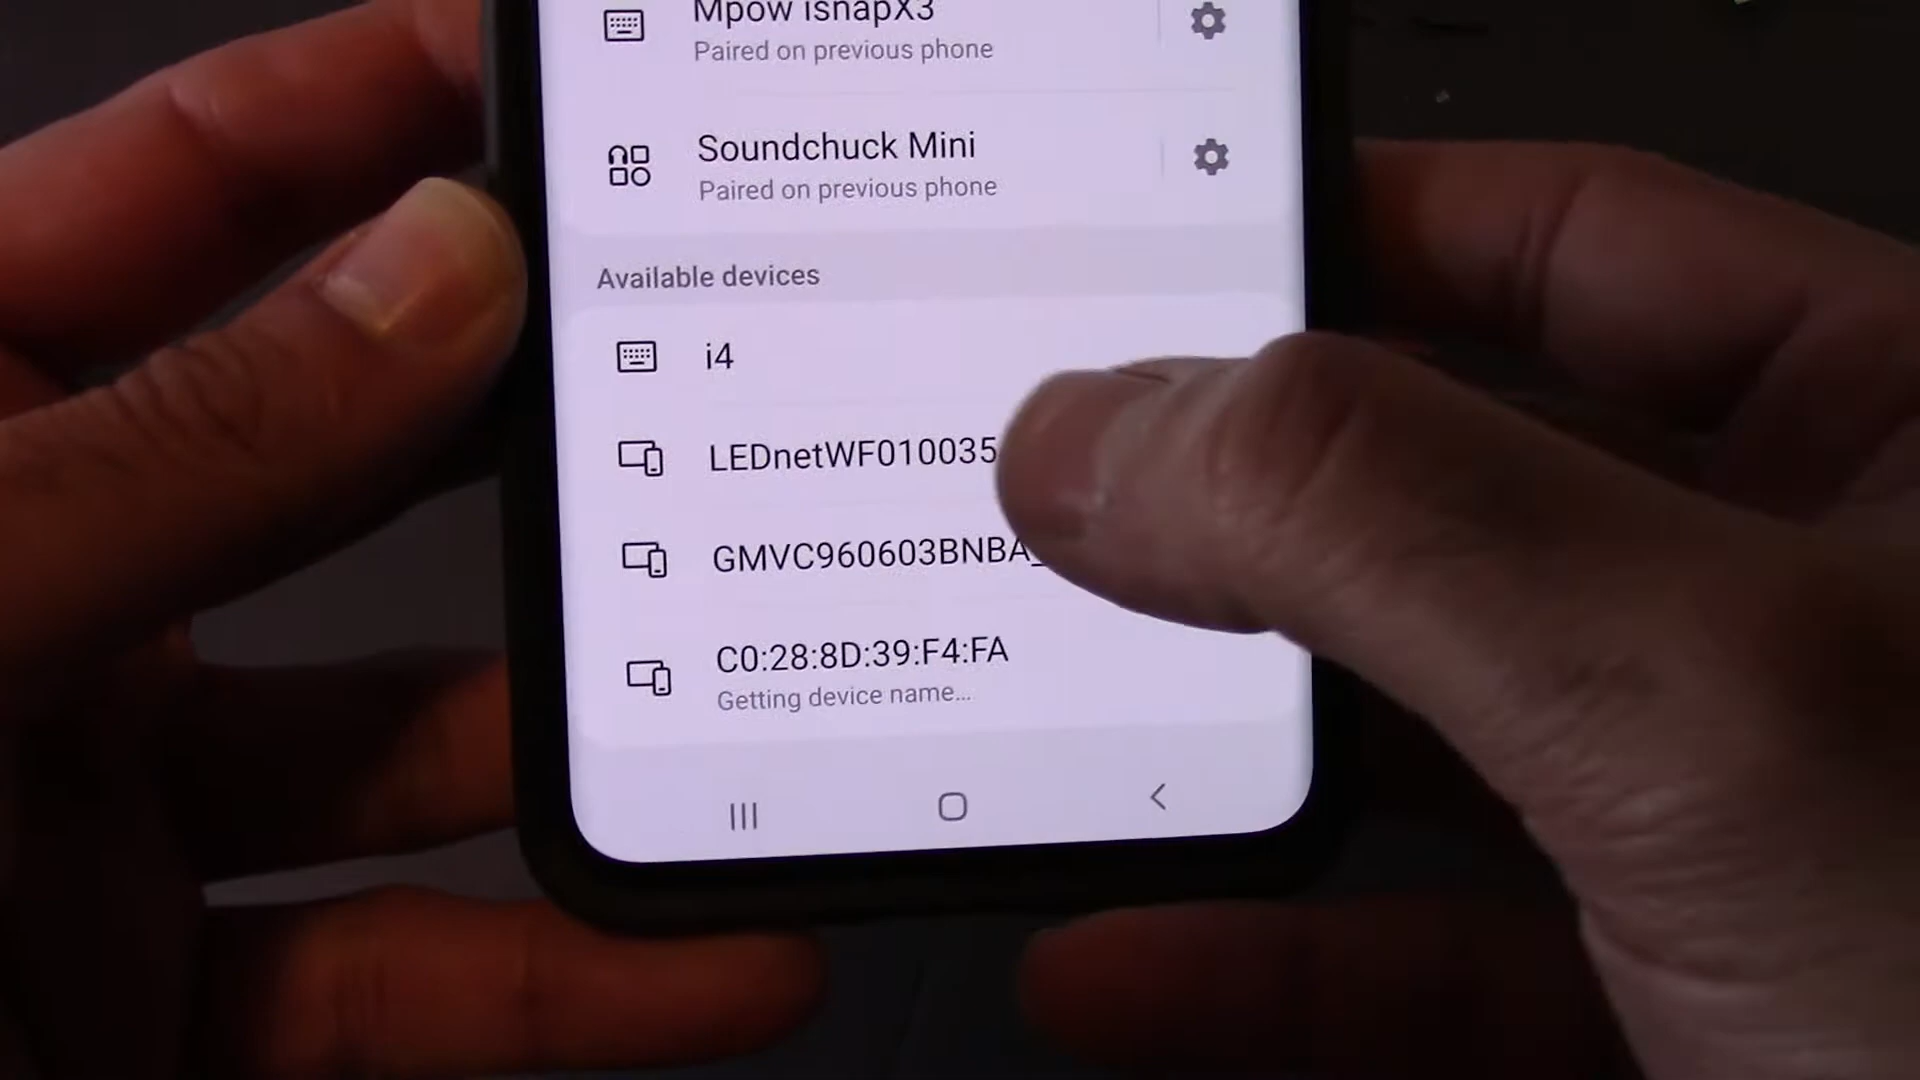 Mpow isnapX3
Paired on previous phone
Soundchuck Mini
Paired on previous phone
Available devices
i4
LEDnetWF010035
GMVC960603BNBA_
C0:28:8D:39:F4:FA
Getting device name...